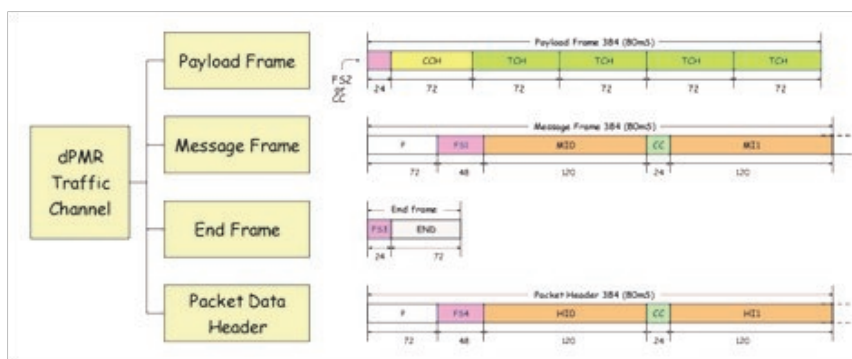 dPMR
Traffic
Channel
Payload Frame
Payload Frame 384 (80mS)
FS2
or
CC
CCH TCH TCH TCH TCH
24 72 72 72 72 72
Message Frame
Message Frame 384 (80mS)
P FS1 MI0 CC MI1
72 48 120 24 120
End Frame
End frame
FS3 END
24 72
Packet Data
Header
Packet Header 384 (80mS)
P FS4 HI0 CC HI1
72 48 120 24 120